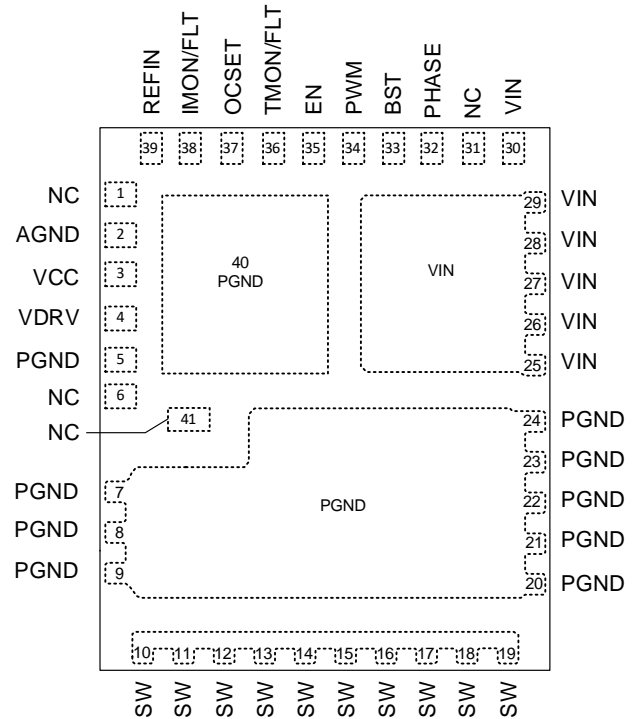 REFIN
IMON/FLT
OCSET
TMON/FLT
EN
PWM
BST
PHASE
NC
VIN
39 38 37 36 35 34 33 32 31 30
NC 1
AGND 2
VCC 3
VDRV 4
PGND 5
NC 6
NC 41
40
PGND
VIN
29 VIN
28 VIN
27 VIN
26 VIN
25 VIN
24 PGND
23 PGND
22 PGND
21 PGND
20 PGND
PGND 7
PGND 8
PGND 9
PGND
10 11 12 13 14 15 16 17 18 19
SW
SW
SW
SW
SW
SW
SW
SW
SW
SW